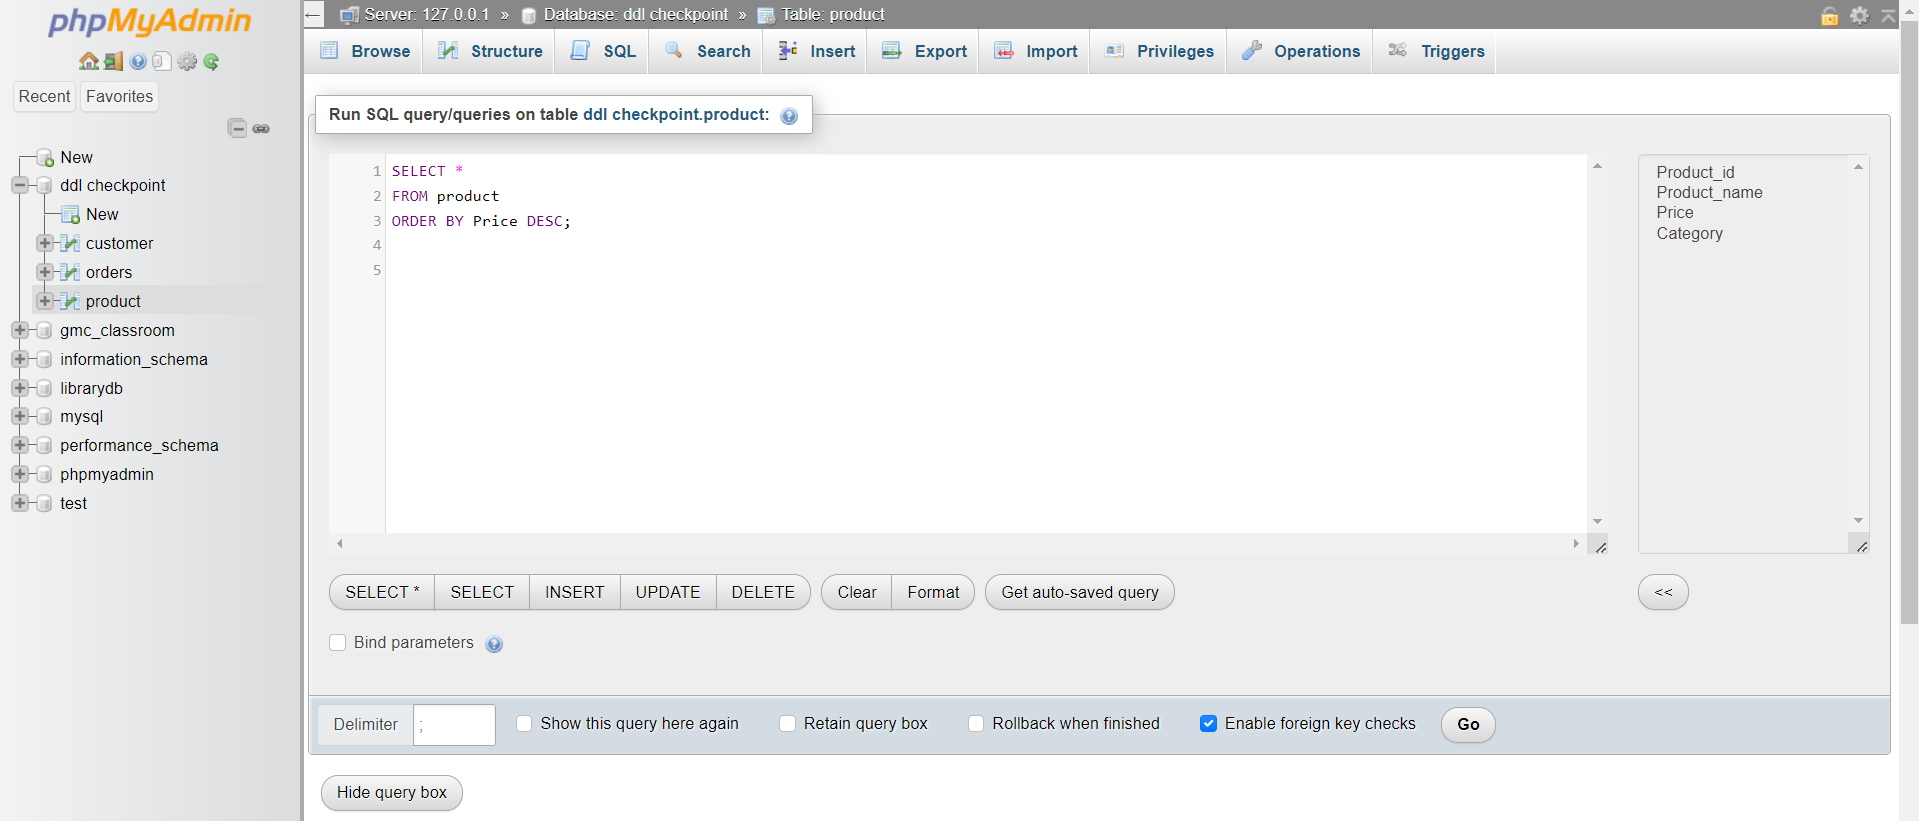 phpMyAdmin
Recent
Favorites
New
ddl checkpoint
New
customer
orders
product
gmc_classroom
information_schema
librarydb
mysql
performance_schema
phpmyadmin
test
Server: 127.0.0.1 » Database: ddl checkpoint » Table: product
Browse Structure SQL Search Insert Export Import Privileges Operations Triggers
Run SQL query/queries on table ddl checkpoint.product:
1 SELECT *
2 FROM product
3 ORDER BY Price DESC;
4
5
Product_id
Product_name
Price
Category
SELECT * SELECT INSERT UPDATE DELETE Clear Format Get auto-saved query <<
Bind parameters
Delimiter ; Show this query here again Retain query box Rollback when finished Enable foreign key checks Go
Hide query box